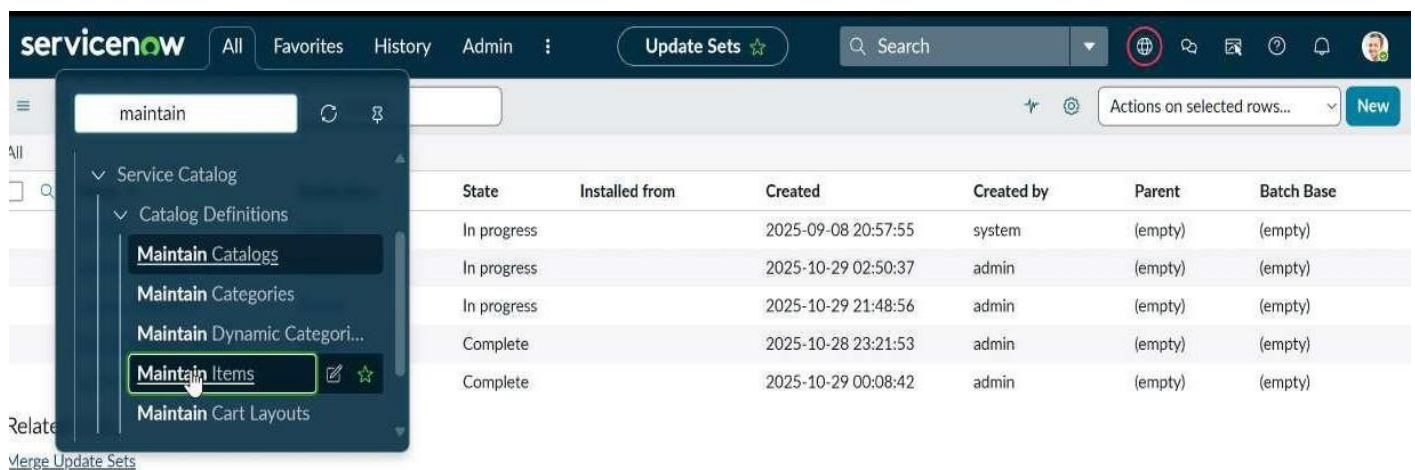 servicenow All Favorites History Admin Update Sets Search
maintain
Actions on selected rows... New
All
Service Catalog
Catalog Definitions
Maintain Catalogs
Maintain Categories
Maintain Dynamic Categori...
Maintain Items
Maintain Cart Layouts
State Installed from Created Created by Parent Batch Base
In progress 2025-09-08 20:57:55 system (empty) (empty)
In progress 2025-10-29 02:50:37 admin (empty) (empty)
In progress 2025-10-29 21:48:56 admin (empty) (empty)
Complete 2025-10-28 23:21:53 admin (empty) (empty)
Complete 2025-10-29 00:08:42 admin (empty) (empty)
Relate
Merge Update Sets